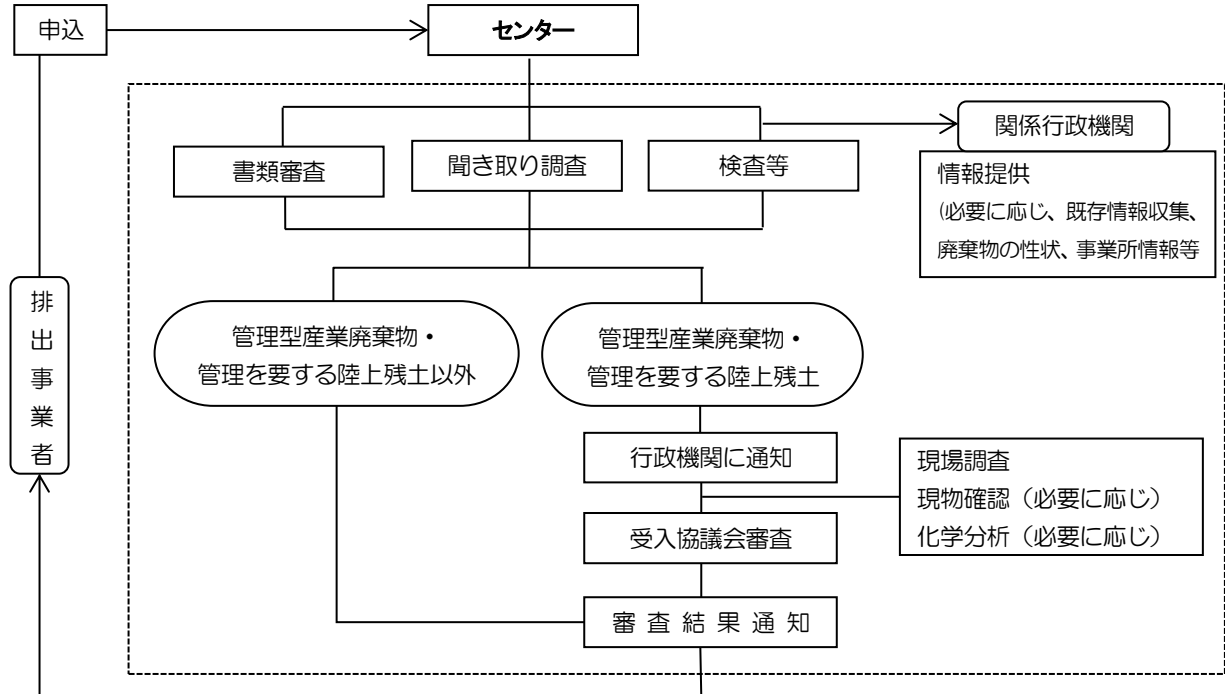 申込
センター
関係行政機関
書類審査
聞き取り調査
検査等
情報提供
(必要に応じ、既存情報収集、
廃棄物の性状、事業所情報等
排出事業者
管理型産業廃棄物・
管理を要する陸上残土以外
管理型産業廃棄物・
管理を要する陸上残土
行政機関に通知
現場調査
現物確認（必要に応じ）
化学分析（必要に応じ）
受入協議会審査
審査結果通知